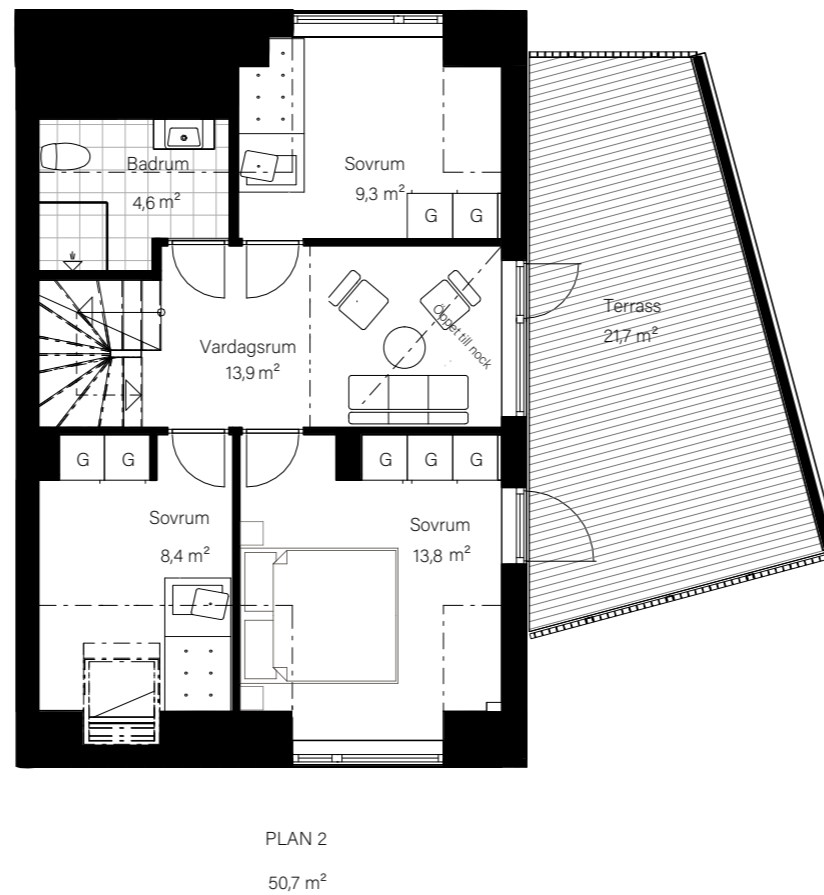 Badrum
4,6 m²
Sovrum
9,3 m²
G G
Vardagsrum
13,9 m²
Öppet till nock
Terrass
21,7 m²
G G
G G G
Sovrum
8,4 m²
Sovrum
13,8 m²
PLAN 2
50,7 m²